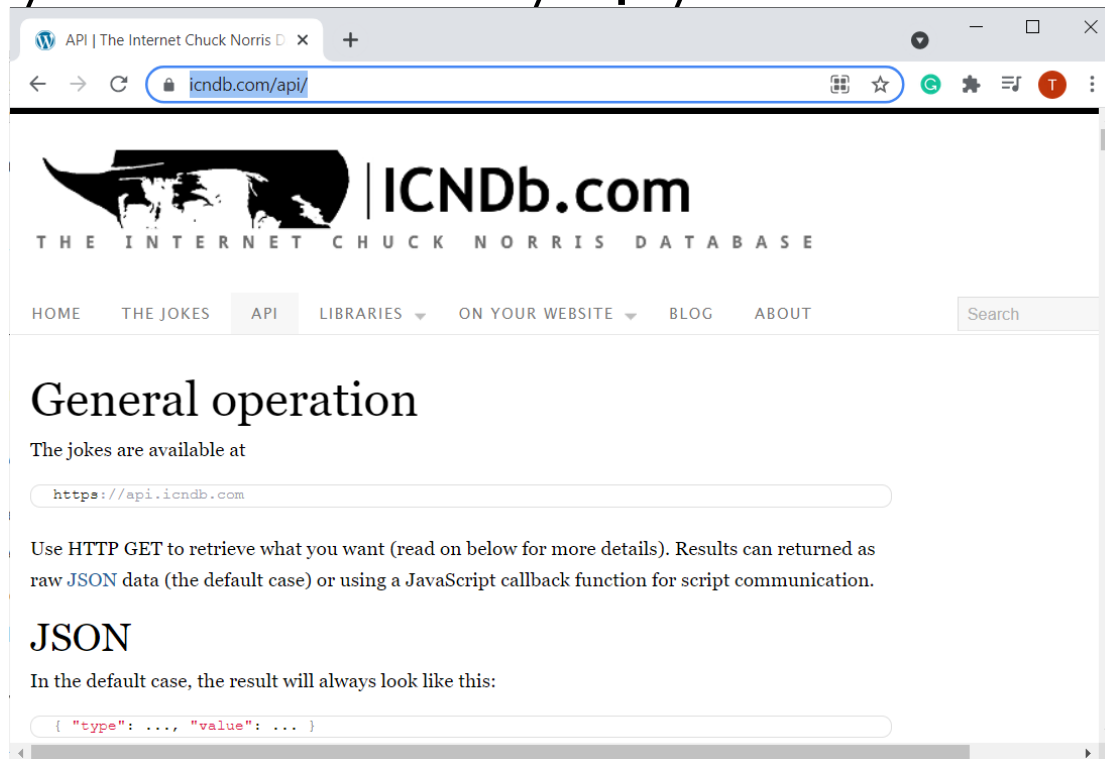 API | The Internet Chuck Norris D
icndb.com/api/
G
T
ICNDb.com
THE INTERNET CHUCK NORRIS DATABASE
HOME THE JOKES API LIBRARIES ON YOUR WEBSITE BLOG ABOUT Search
General operation
The jokes are available at
https://api.icndb.com
Use HTTP GET to retrieve what you want (read on below for more details). Results can returned as
raw JSON data (the default case) or using a JavaScript callback function for script communication.
JSON
In the default case, the result will always look like this:
{ "type": ..., "value": ... }